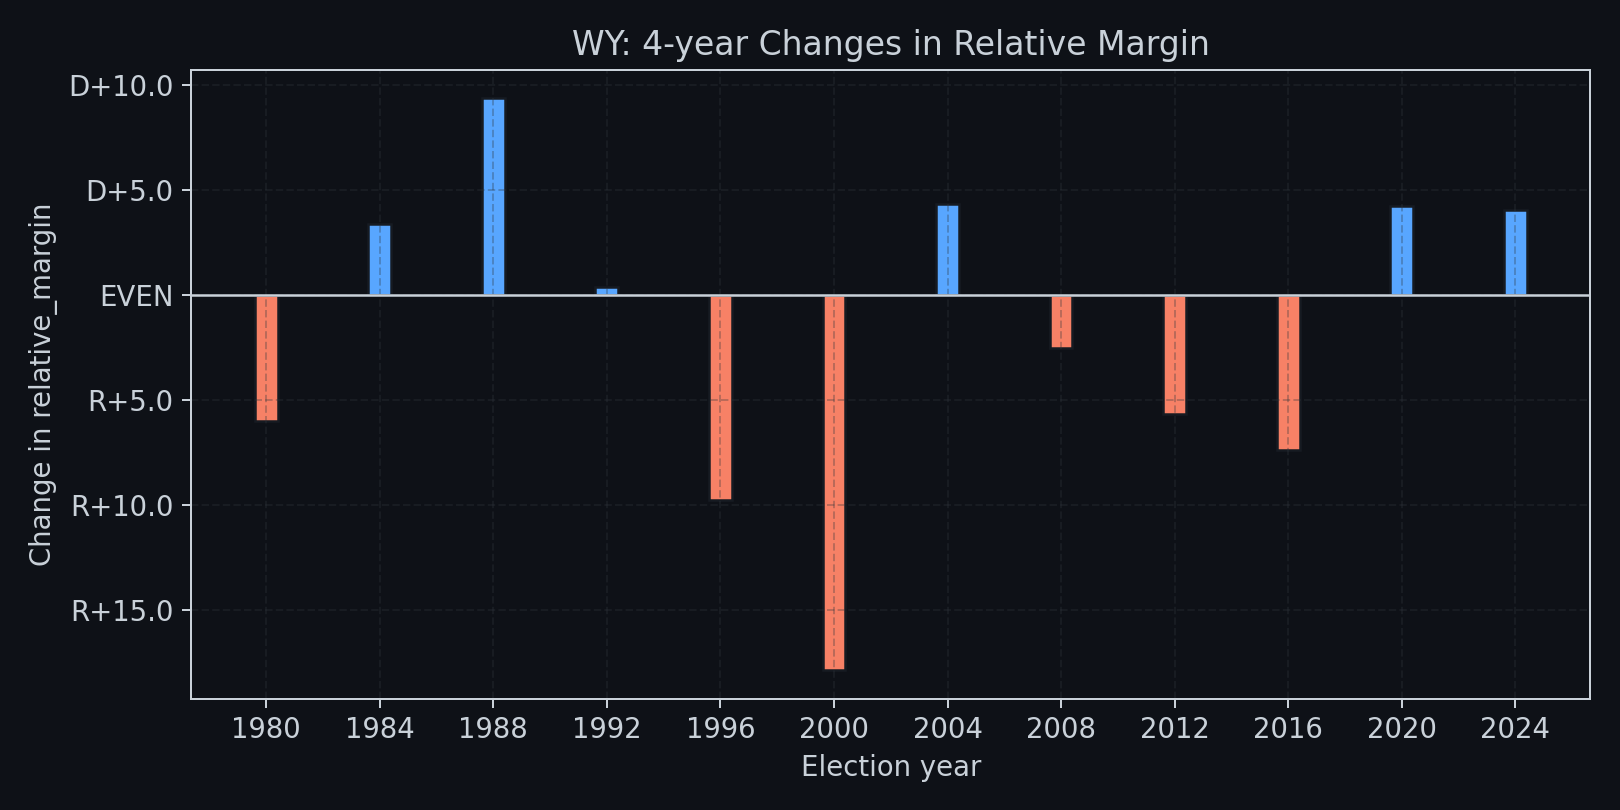 WY: 4-year Changes in Relative Margin
D+10.0
D+5.0
EVEN
R+5.0
R+10.0
R+15.0
Change in relative_margin
1980 1984 1988 1992 1996 2000 2004 2008 2012 2016 2020 2024
Election year